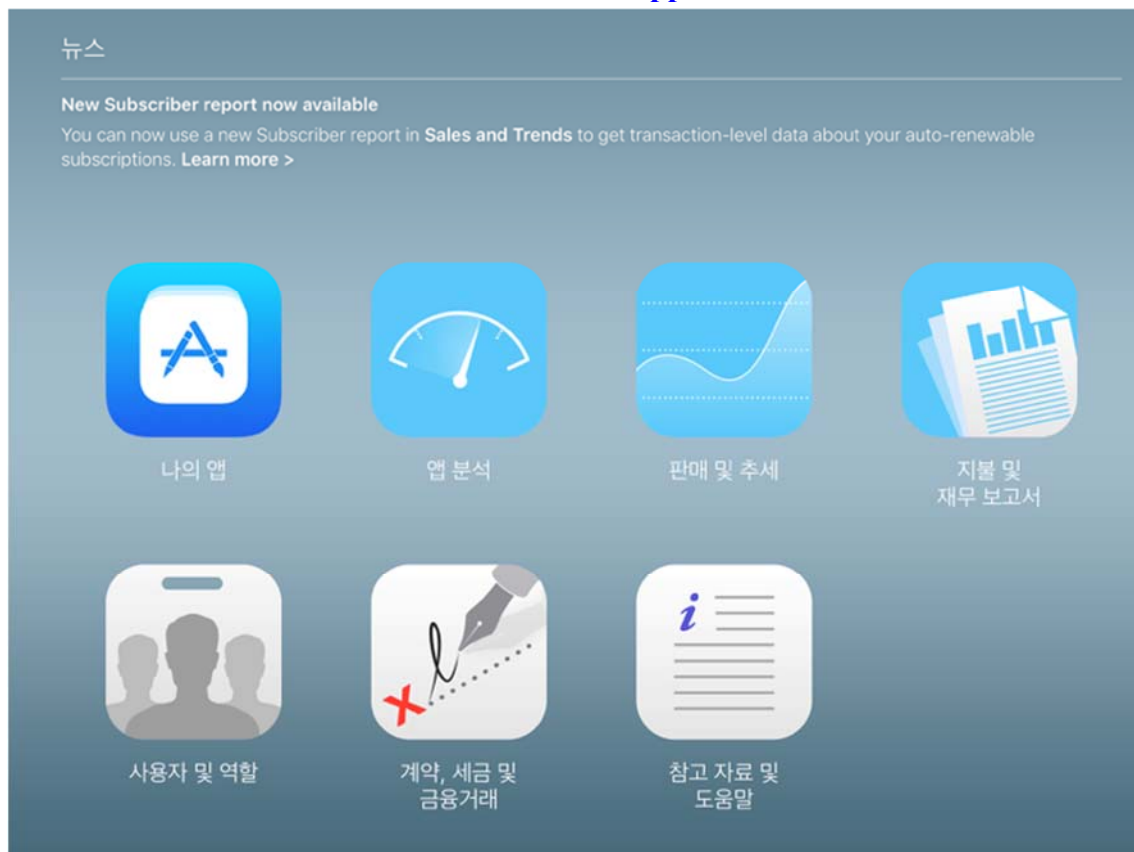 뉴스
New Subscriber report now available
You can now use a new Subscriber report in Sales and Trends to get transaction-level data about your auto-renewable
subscriptions. Learn more >
나의 앱
앱 분석
판매 및 추세
지불 및
재무 보고서
사용자 및 역할
계약, 세금 및
금융거래
참고 자료 및
도움말